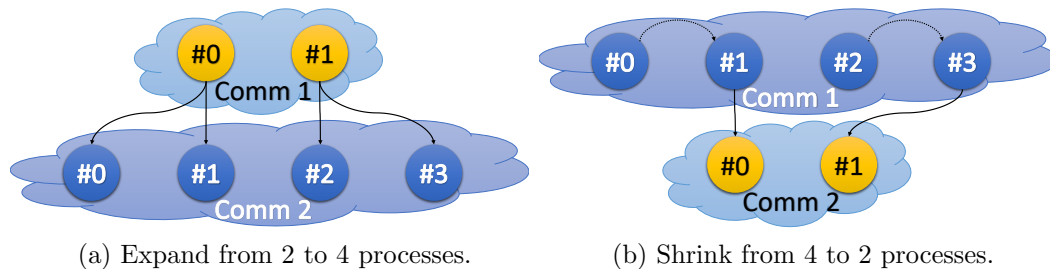 #0 #1
Comm 1
#0 #1 #2 #3
Comm 2
(a) Expand from 2 to 4 processes.
#0 #1 #2 #3
Comm 1
#0 #1
Comm 2
(b) Shrink from 4 to 2 processes.